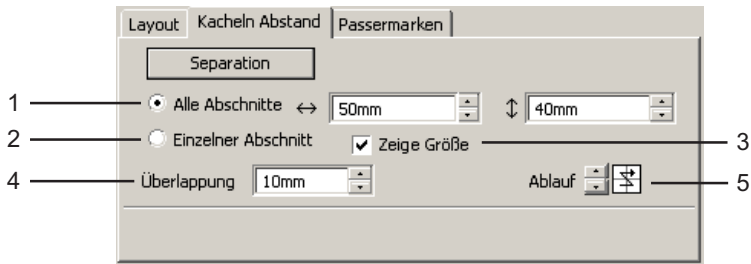 Layout Kacheln Abstand Passermarken
Separation
1 Alle Abschnitte 50mm 40mm
2 Einzelner Abschnitt Zeige Größe 3
4 Überlappung 10mm Ablauf 5